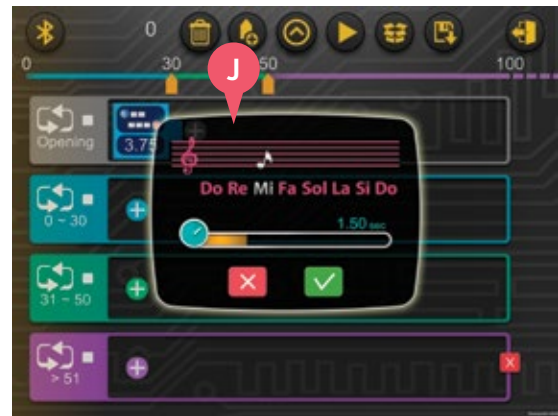 0
J
0 30 50 100
Opening
3.75
Do Re Mi Fa Sol La Si Do
1.50 sec
0 ~ 30
31 ~ 50
> 51